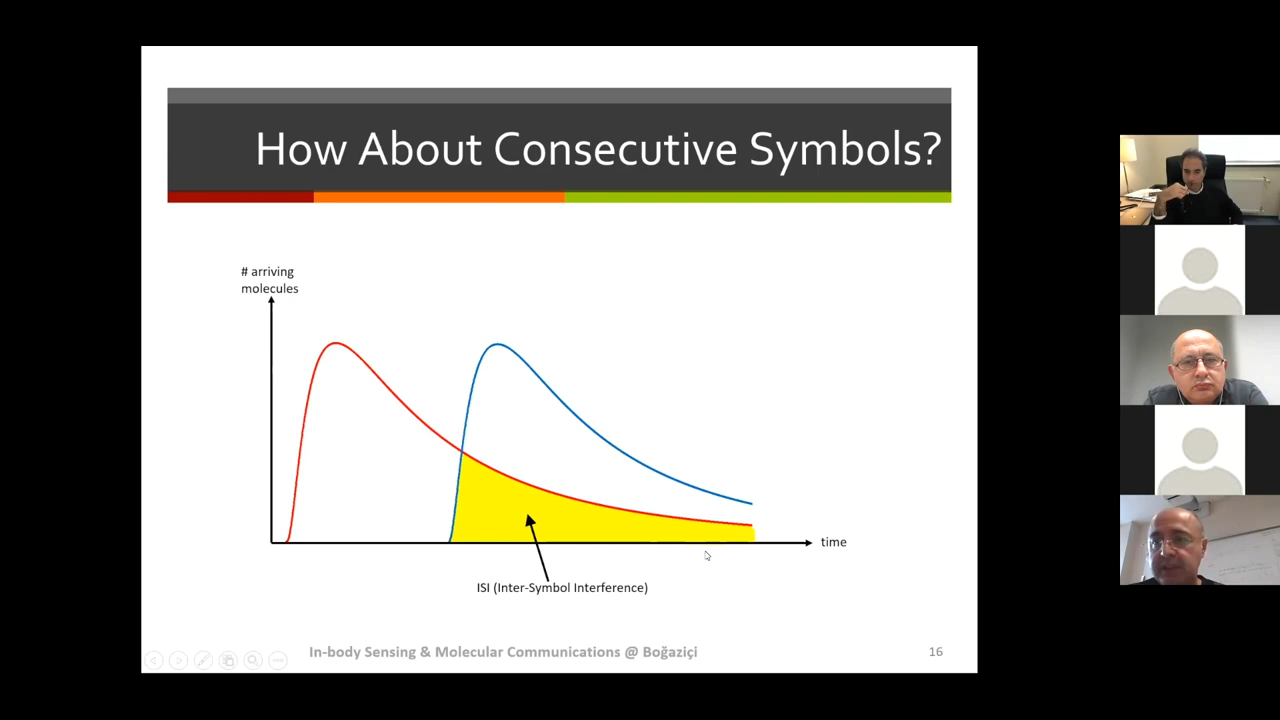 How About Consecutive Symbols?
# arriving
molecules
time
ISI (Inter-Symbol Interference)
In-body Sensing & Molecular Communications @ Boğaziçi
16